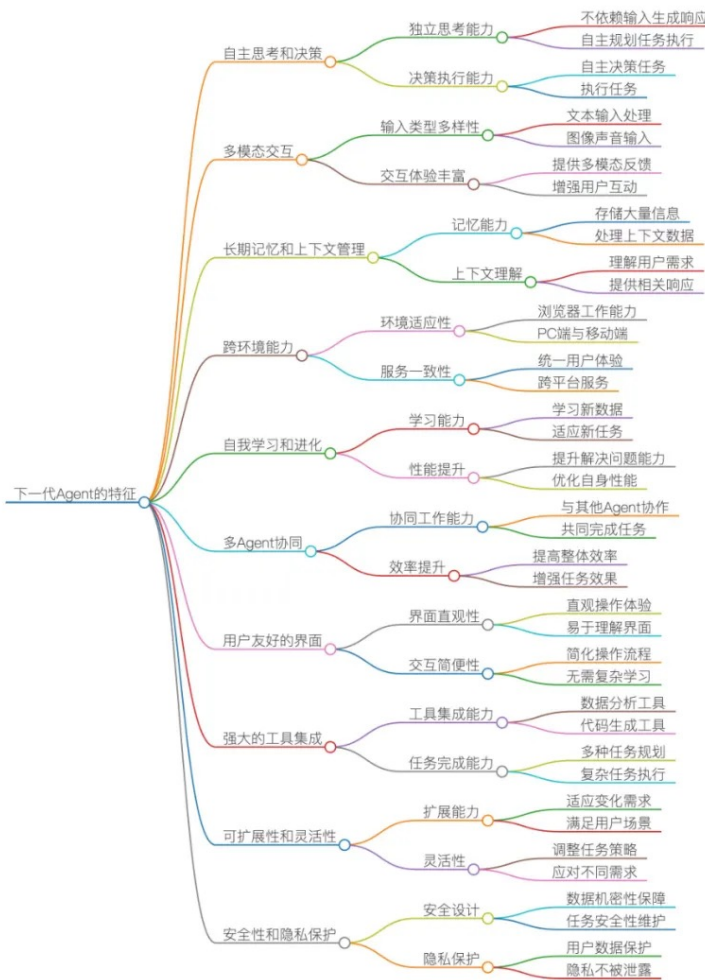 下一代Agent的特征
自主思考和决策
独立思考能力
不依赖输入生成响应
自主规划任务执行
决策执行能力
自主决策任务
执行任务
多模态交互
输入类型多样性
文本输入处理
图像声音输入
交互体验丰富
提供多模态反馈
增强用户互动
长期记忆和上下文管理
记忆能力
存储大量信息
处理上下文数据
上下文理解
理解用户需求
提供相关响应
跨环境能力
环境适应性
浏览器工作能力
PC端与移动端
服务一致性
统一用户体验
跨平台服务
自我学习和进化
学习能力
学习新数据
适应新任务
性能提升
提升解决问题能力
优化自身性能
多Agent协同
协同工作能力
与其他Agent协作
共同完成任务
效率提升
提高整体效率
增强任务效果
用户友好的界面
界面直观性
直观操作体验
易于理解界面
交互简便性
简化操作流程
无需复杂学习
强大的工具集成
工具集成能力
数据分析工具
代码生成工具
任务完成能力
多种任务规划
复杂任务执行
可扩展性和灵活性
扩展能力
适应变化需求
满足用户场景
灵活性
调整任务策略
应对不同需求
安全性和隐私保护
安全设计
数据机密性保障
任务安全性维护
隐私保护
用户数据保护
隐私不被泄露